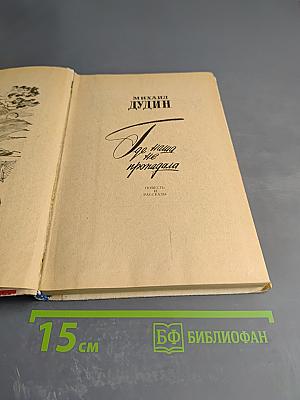 МИХАИЛ
ДУДИН
Где наша
не
пропадала
ПОВЕСТЬ И
РАССКАЗЫ
15 см
БФ БИБЛИОФАН